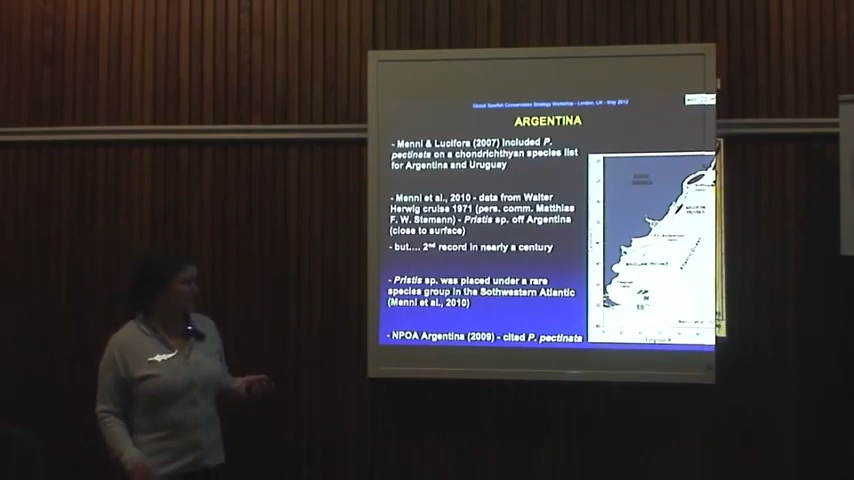 Global Sawfish Conservation Strategy Workshop - London, UK - May 2012
ARGENTINA
- Menni & Lucifora (2007) included P.
pectinata on a chondrichthyan species list
for Argentina and Uruguay
- Menni et al., 2010 - data from Walter
Herwig cruise 1971 (pers. comm. Matthias
F. W. Stemann) - Pristis sp. off Argentina
(close to surface)
- but.... 2nd record in nearly a century
- Pristis sp. was placed under a rare
species group in the Sothwestern Atlantic
(Menni et al., 2010)
- NPOA Argentina (2009) - cited P. pectinata